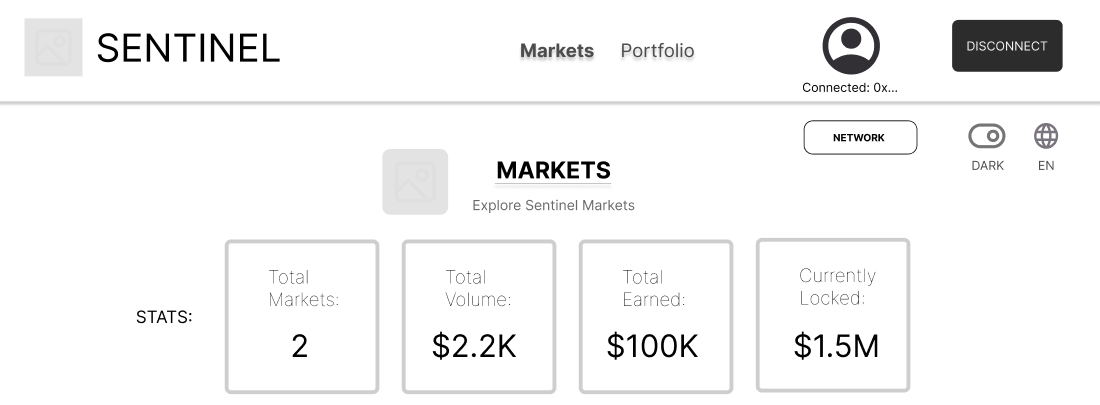 SENTINEL
Markets
Portfolio
Connected: 0x...
DISCONNECT
NETWORK
DARK
EN
MARKETS
Explore Sentinel Markets
STATS:
Total
Markets:
2
Total
Volume:
$2.2K
Total
Earned:
$100K
Currently
Locked:
$1.5M